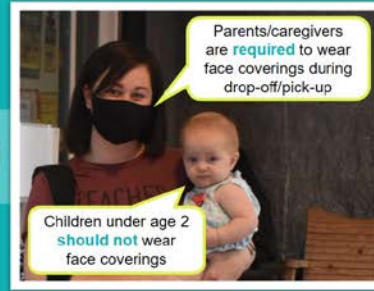 Parents/caregivers
are required to wear
face coverings during
drop-off/pick-up
TEACHER
Children under age 2
should not wear
face coverings